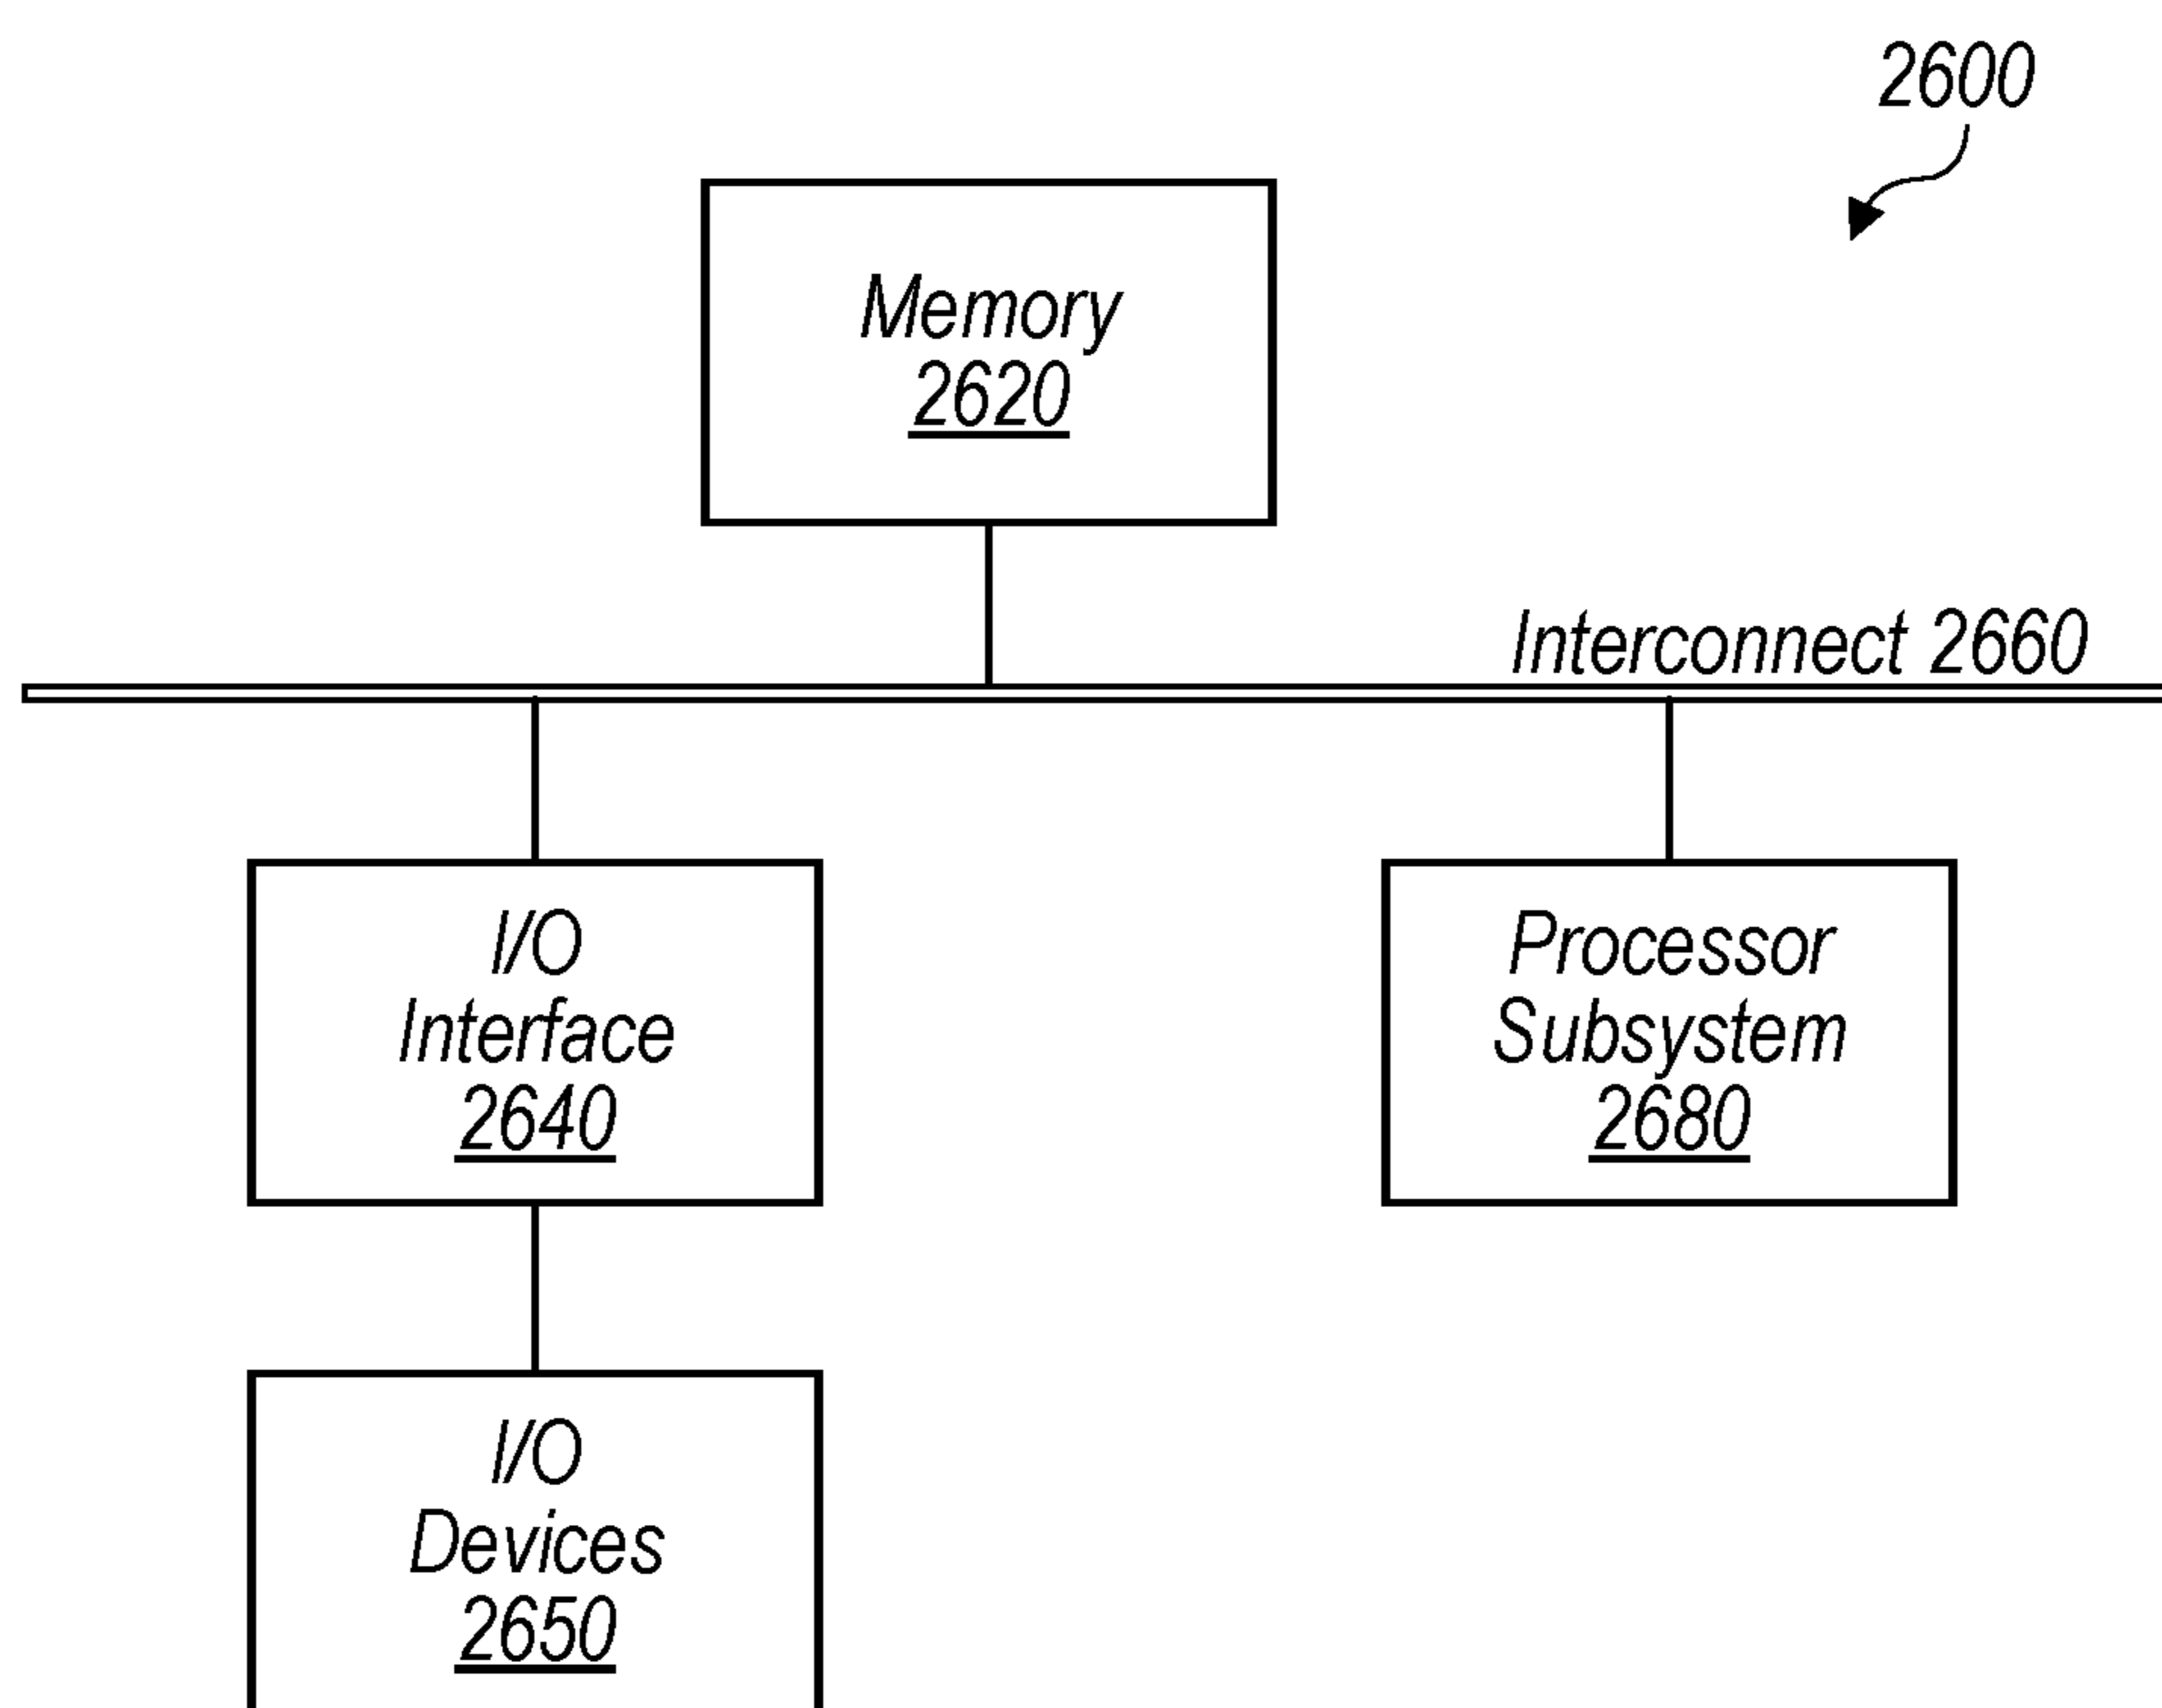 2600
Memory
2620
Interconnect 2660
I/O
Interface
2640
Processor
Subsystem
2680
I/O
Devices
2650